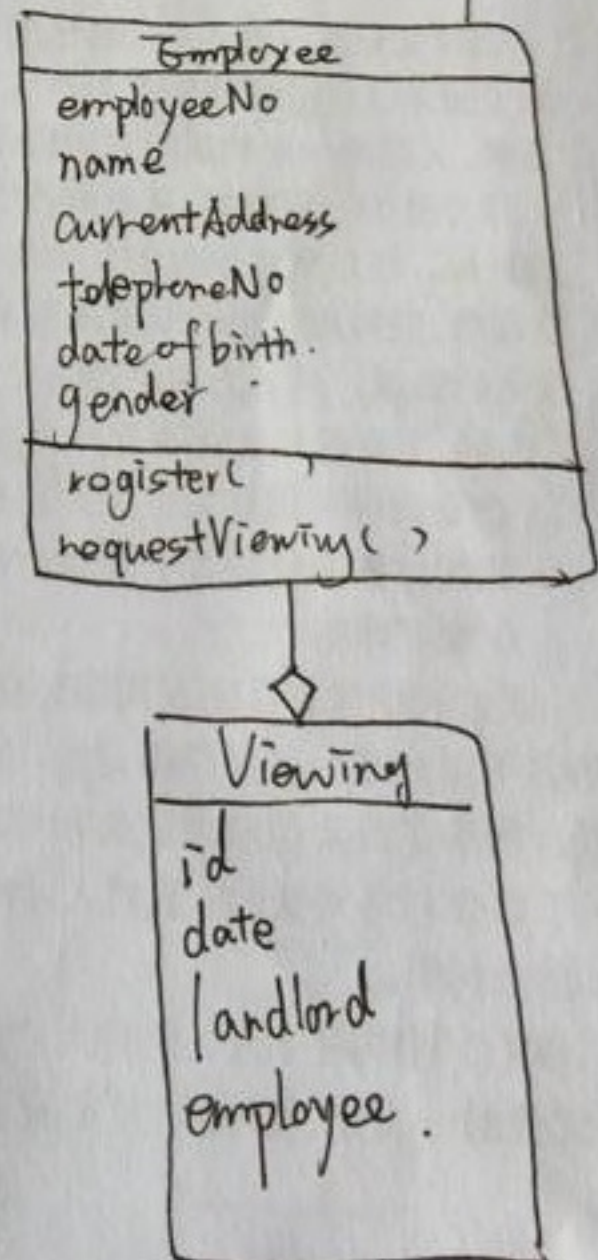 Employee
employeeNo
name
currentAddress
telephoneNo
date of birth.
gender
register( )
requestViewing( )
Viewing
id
date
landlord
employee.